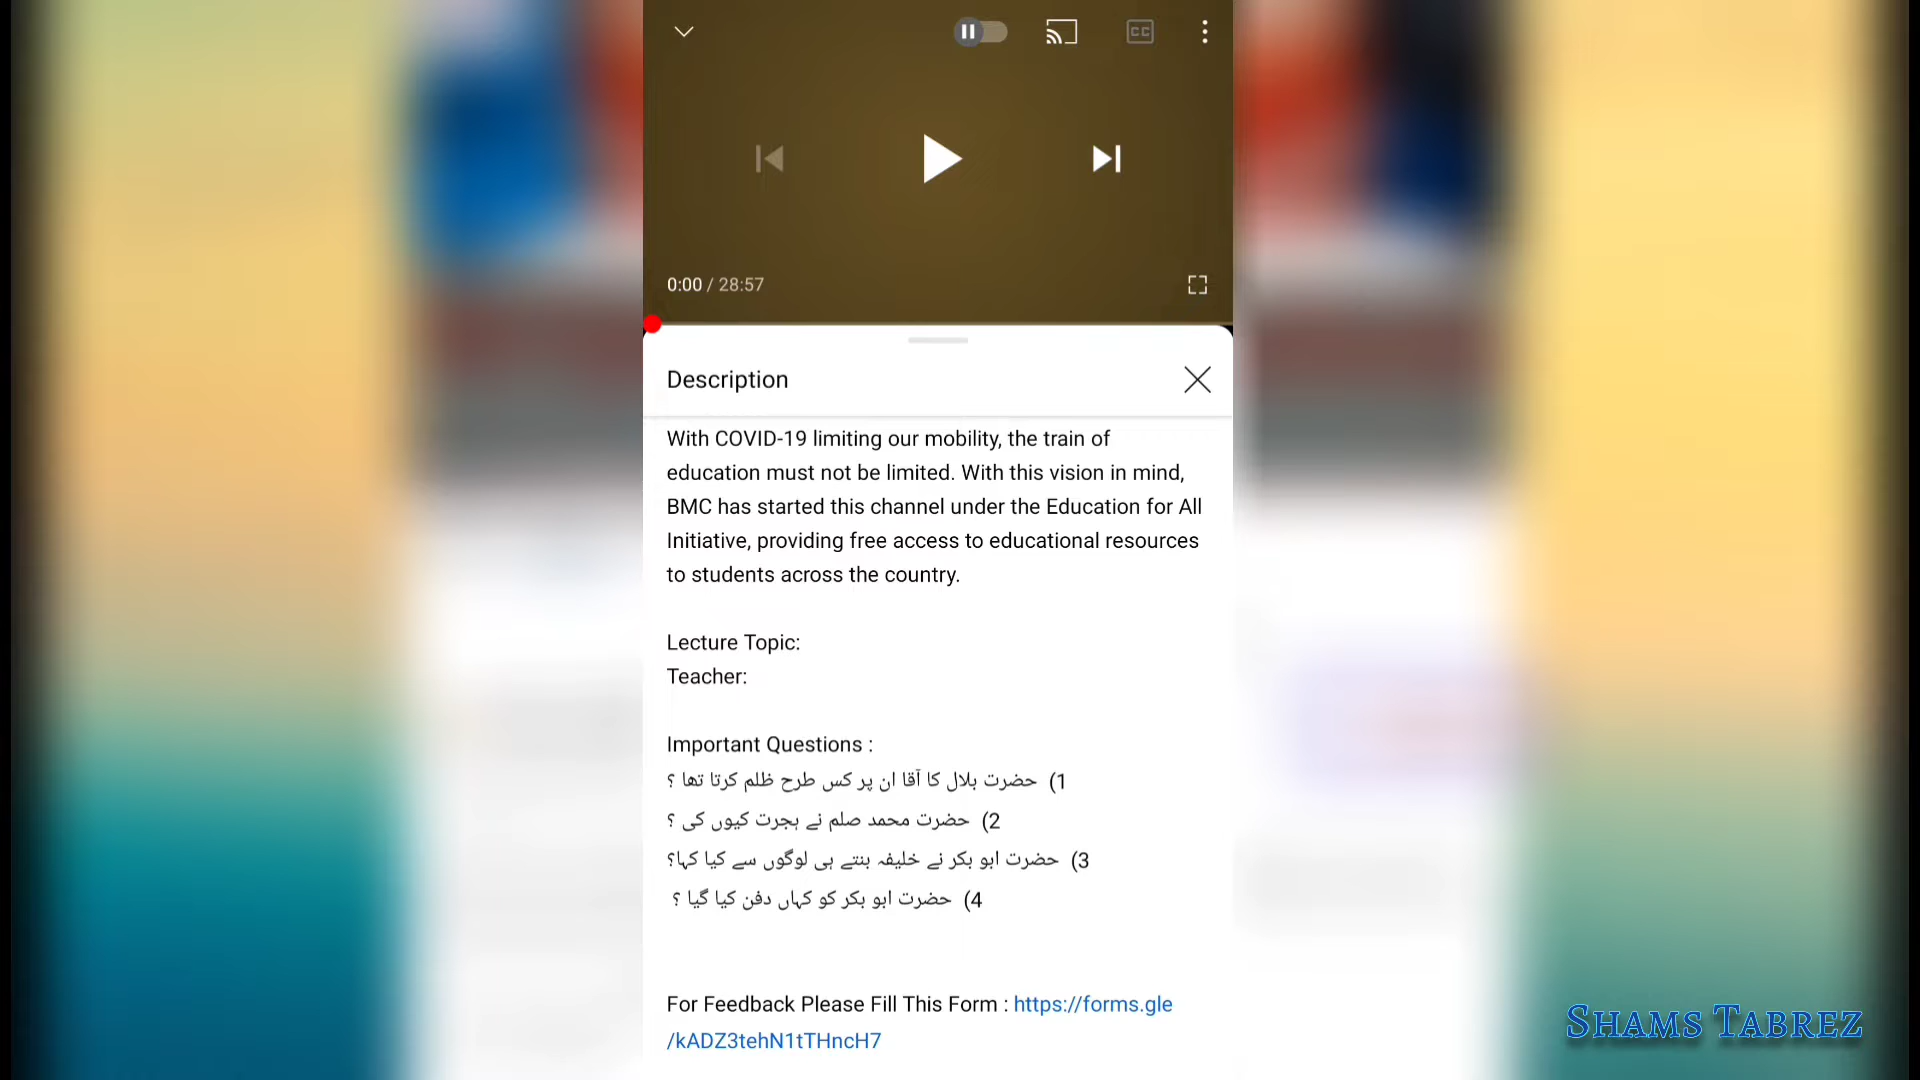 CC
0:00 / 28:57
Description
With COVID-19 limiting our mobility, the train of
education must not be limited. With this vision in mind,
BMC has started this channel under the Education for All
Initiative, providing free access to educational resources
to students across the country.
Lecture Topic:
Teacher:
Important Questions :
1) حضرت بلال کا آقا ان پر کس طرح ظلم کرتا تھا ؟
2) حضرت محمد صلم نے ہجرت کیوں کی ؟
3) حضرت ابو بکر نے خلیفہ بنتے ہی لوگوں سے کیا کہا؟
4) حضرت ابو بکر کو کہاں دفن کیا گیا ؟
For Feedback Please Fill This Form : https://forms.gle
/kADZ3tehN1tTHncH7
Shams Tabrez